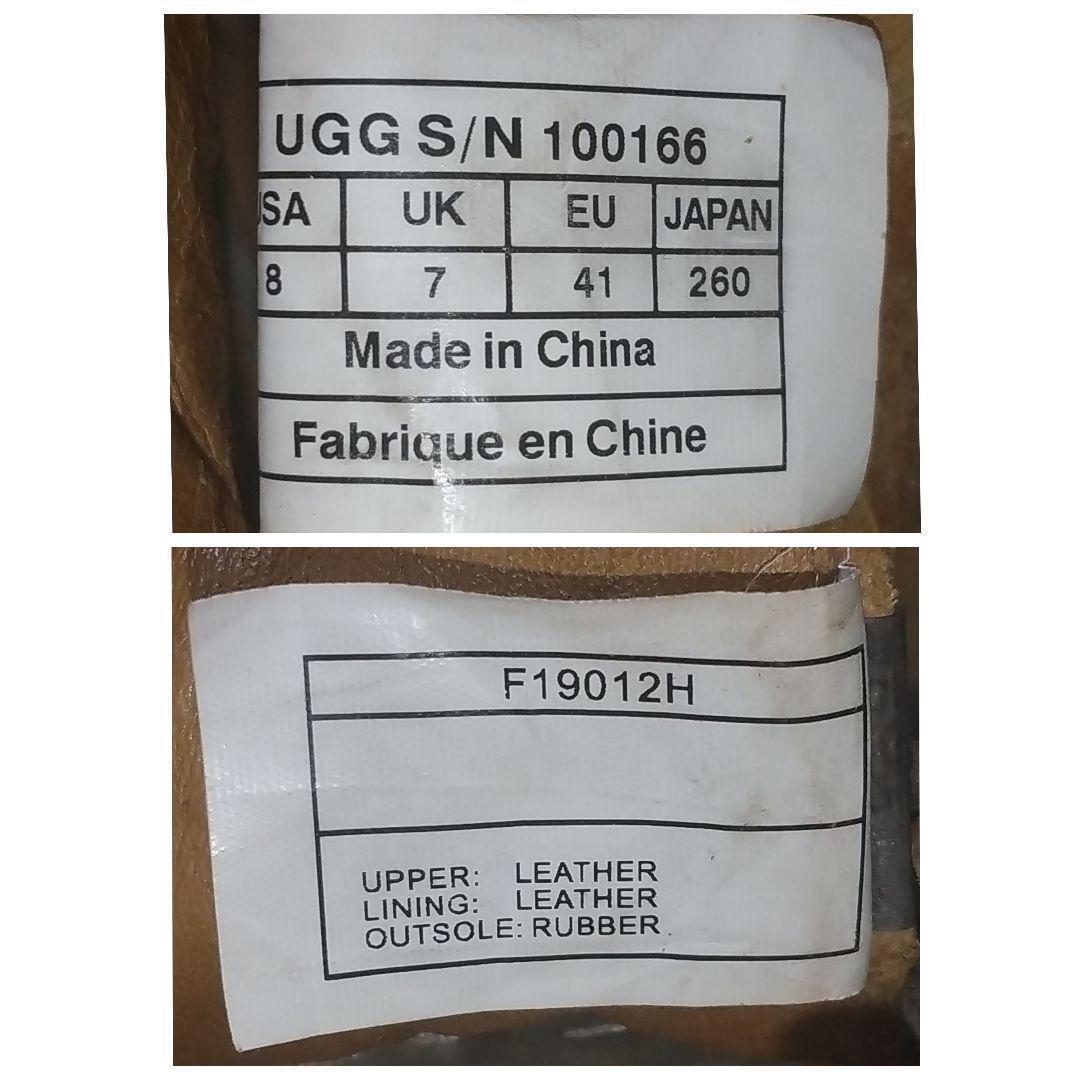 UGG S/N 100166
USA UK EU JAPAN
8 7 41 260
Made in China
Fabrique en Chine
F19012H
UPPER: LEATHER
LINING: LEATHER
OUTSOLE: RUBBER